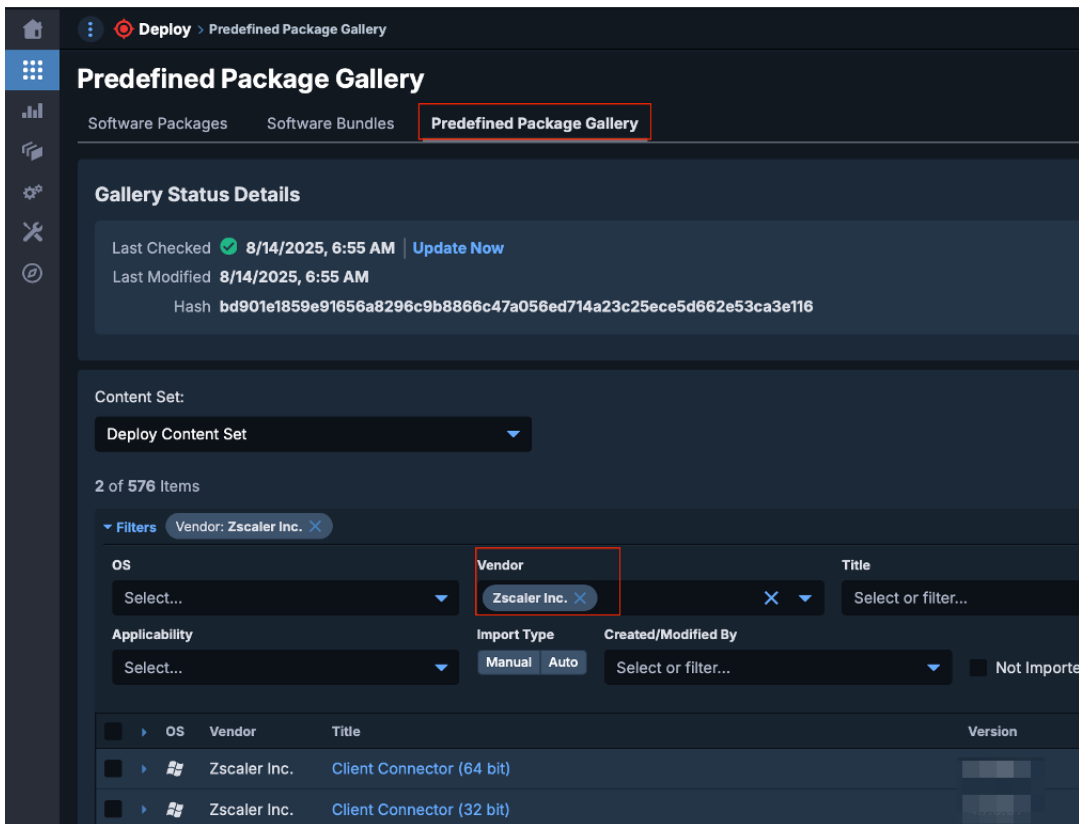 Deploy > Predefined Package Gallery
Predefined Package Gallery
Software Packages Software Bundles Predefined Package Gallery
Gallery Status Details
Last Checked 8/14/2025, 6:55 AM | Update Now
Last Modified 8/14/2025, 6:55 AM
Hash bd901e1859e91656a8296c9b8866c47a056ed714a23c25ece5d662e53ca3e116
Content Set:
Deploy Content Set
2 of 576 Items
Filters Vendor: Zscaler Inc.
OS Vendor Title
Select... Zscaler Inc. Select or filter...
Applicability Import Type Created/Modified By
Select... Manual Auto Select or filter... Not Importe
OS Vendor Title Version
Zscaler Inc. Client Connector (64 bit)
Zscaler Inc. Client Connector (32 bit)